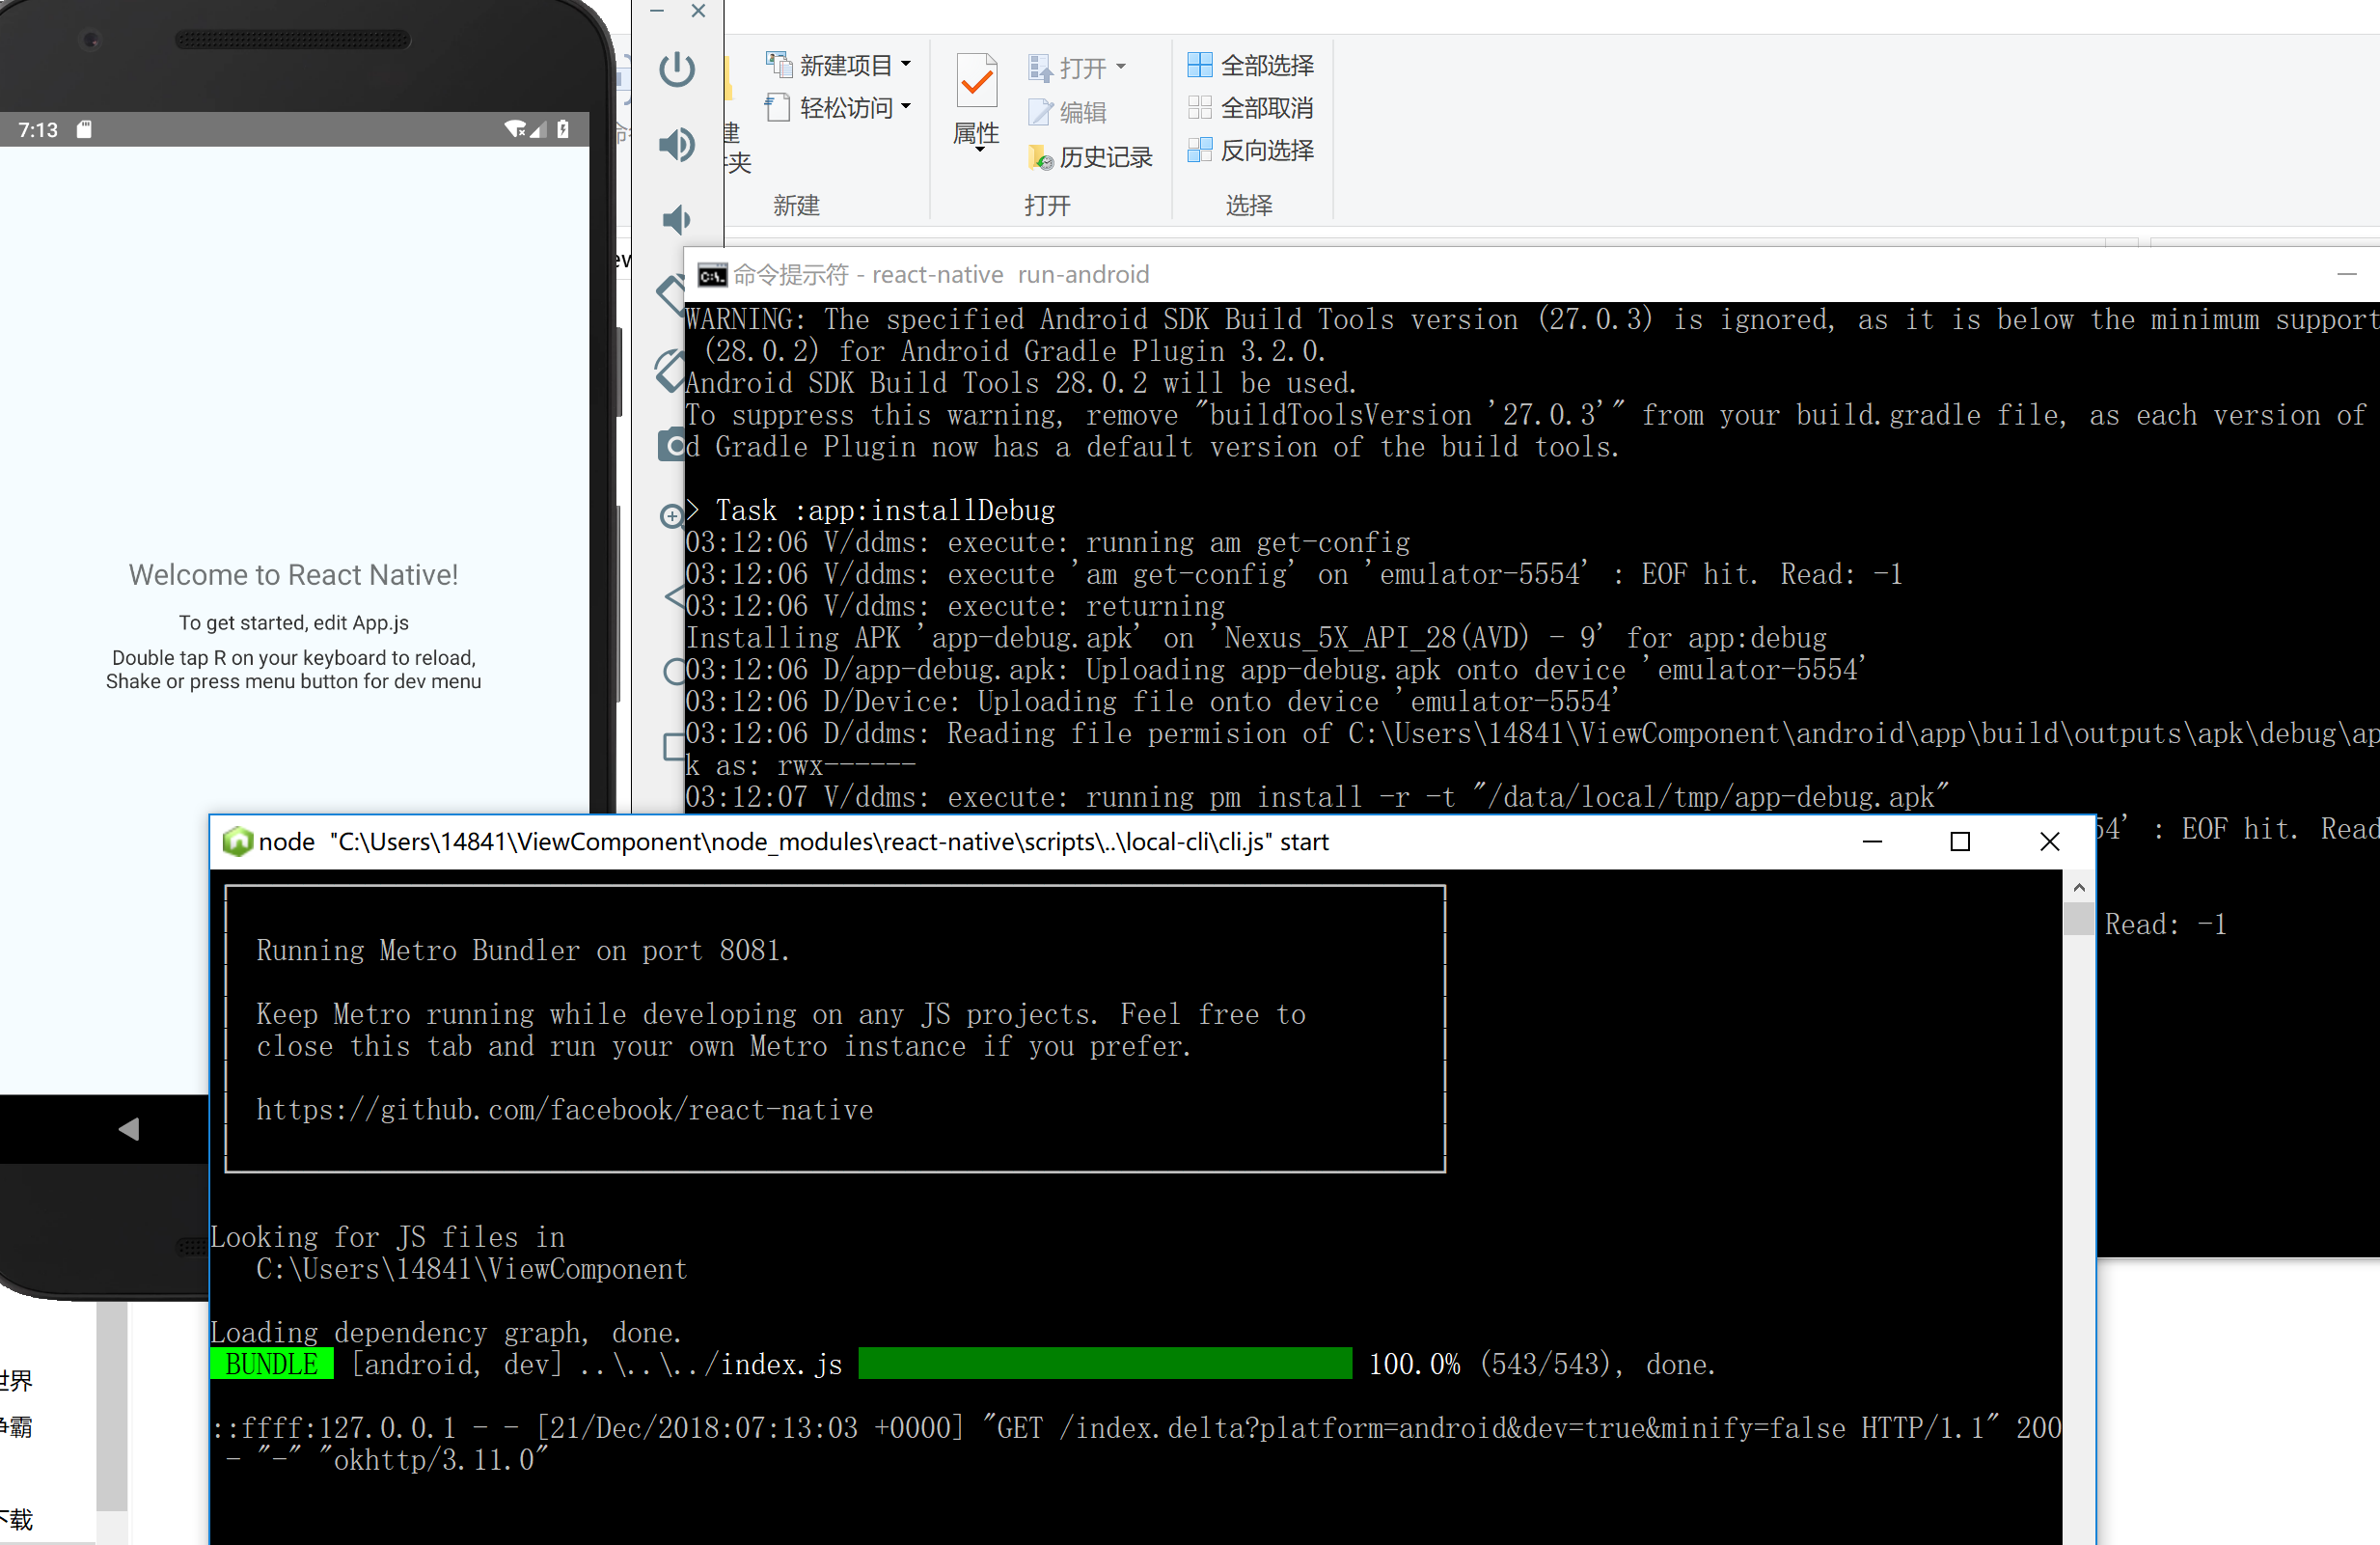 7:13
Welcome to React Native!
To get started, edit App.js
Double tap R on your keyboard to reload,
Shake or press menu button for dev menu
新建项目
轻松访问
建
夹
新建
属性
打开
编辑
历史记录
打开
全部选择
全部取消
反向选择
选择
命令提示符 - react-native  run-android
WARNING: The specified Android SDK Build Tools version (27.0.3) is ignored, as it is below the minimum support
(28.0.2) for Android Gradle Plugin 3.2.0.
Android SDK Build Tools 28.0.2 will be used.
To suppress this warning, remove "buildToolsVersion '27.0.3'" from your build.gradle file, as each version of
d Gradle Plugin now has a default version of the build tools.
> Task :app:installDebug
03:12:06 V/ddms: execute: running am get-config
03:12:06 V/ddms: execute 'am get-config' on 'emulator-5554' : EOF hit. Read: -1
03:12:06 V/ddms: execute: returning
Installing APK 'app-debug.apk' on 'Nexus_5X_API_28(AVD) - 9' for app:debug
03:12:06 D/app-debug.apk: Uploading app-debug.apk onto device 'emulator-5554'
03:12:06 D/Device: Uploading file onto device 'emulator-5554'
03:12:06 D/ddms: Reading file permision of C:\Users\14841\ViewComponent\android\app\build\outputs\apk\debug\ap
k as: rwx------
03:12:07 V/ddms: execute: running pm install -r -t "/data/local/tmp/app-debug.apk"
54' : EOF hit. Read
Read: -1
node  "C:\Users\14841\ViewComponent\node_modules\react-native\scripts\..\local-cli\cli.js" start
Running Metro Bundler on port 8081.
Keep Metro running while developing on any JS projects. Feel free to
close this tab and run your own Metro instance if you prefer.
https://github.com/facebook/react-native
Looking for JS files in
C:\Users\14841\ViewComponent
Loading dependency graph, done.
BUNDLE [android, dev] ..\..\../index.js 100.0% (543/543), done.
::ffff:127.0.0.1 - - [21/Dec/2018:07:13:03 +0000] "GET /index.delta?platform=android&dev=true&minify=false HTTP/1.1" 200
- "-" "okhttp/3.11.0"
世界
争霸
下载